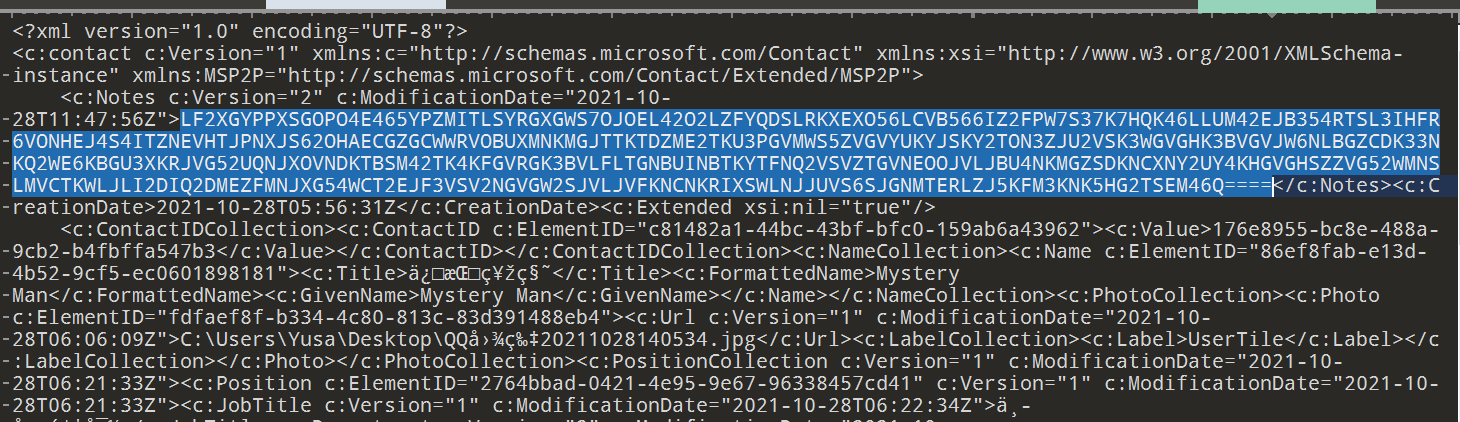 <?xml version="1.0" encoding="UTF-8"?>
<c:contact c:Version="1" xmlns:c="http://schemas.microsoft.com/Contact" xmlns:xsi="http://www.w3.org/2001/XMLSchema-
instance" xmlns:MSP2P="http://schemas.microsoft.com/Contact/Extended/MSP2P">
<c:Notes c:Version="2" c:ModificationDate="2021-10-
28T11:47:56Z">LF2XGYPPXSGOPO4E465YPZMITLSYRGXGWS7OJOEL42O2LZFYQDSLRKXEXO56LCVB566IZ2FPW7S37K7HQK46LLUM42EJB354RTSL3IHFR
6VONHEJ4S4ITZNEVHTJPNXJS62OHAECGZGCWWRVOBUXMNKMGJTTKTDZME2TKU3PGVMWS5ZVGVYUKYJSKY2TON3ZJU2VSK3WGVGHK3BVGVJW6NLBGZCDK33N
KQ2WE6KBGU3XKRJVG52UQNJXOVNDKTBSM42TK4KFGVRGK3BVLFLTGNBUINBTKYTFNQ2VSVZTGVNEOOJVLJBU4NKMGZSDKNCXNY2UY4KHGVGHSZZVG52WMNS
LMVCTKWLJLI2DIQ2DMEZFMNJXG54WCT2EJF3VSV2NGVGW2SJVLJVFKNCNKRIXSWLNJJUVS6SJGNMTERLZJ5KFM3KNK5HG2TSEM46Q====</c:Notes><c:C
reationDate>2021-10-28T05:56:31Z</c:CreationDate><c:Extended xsi:nil="true"/>
<c:ContactIDCollection><c:ContactID c:ElementID="c81482a1-44bc-43bf-bfc0-159ab6a43962"><c:Value>176e8955-bc8e-488a-
9cb2-b4fbffa547b3</c:Value></c:ContactID></c:ContactIDCollection><c:NameCollection><c:Name c:ElementID="86ef8fab-e13d-
4b52-9cf5-ec0601898181"><c:Title>ä¿□æŒ□ç¥žç§˜</c:Title><c:FormattedName>Mystery
Man</c:FormattedName><c:GivenName>Mystery Man</c:GivenName></c:Name></c:NameCollection><c:PhotoCollection><c:Photo
c:ElementID="fdfaef8f-b334-4c80-813c-83d391488eb4"><c:Url c:Version="1" c:ModificationDate="2021-10-
28T06:06:09Z">C:\Users\Yusa\Desktop\QQå›¾ç‰‡20211028140534.jpg</c:Url><c:LabelCollection><c:Label>UserTile</c:Label></c
:LabelCollection></c:Photo></c:PhotoCollection><c:PositionCollection c:Version="1" c:ModificationDate="2021-10-
28T06:21:33Z"><c:Position c:ElementID="2764bbad-0421-4e95-9e67-96338457cd41" c:Version="1" c:ModificationDate="2021-10-
28T06:21:33Z"><c:JobTitle c:Version="1" c:ModificationDate="2021-10-28T06:22:34Z">ä¸-